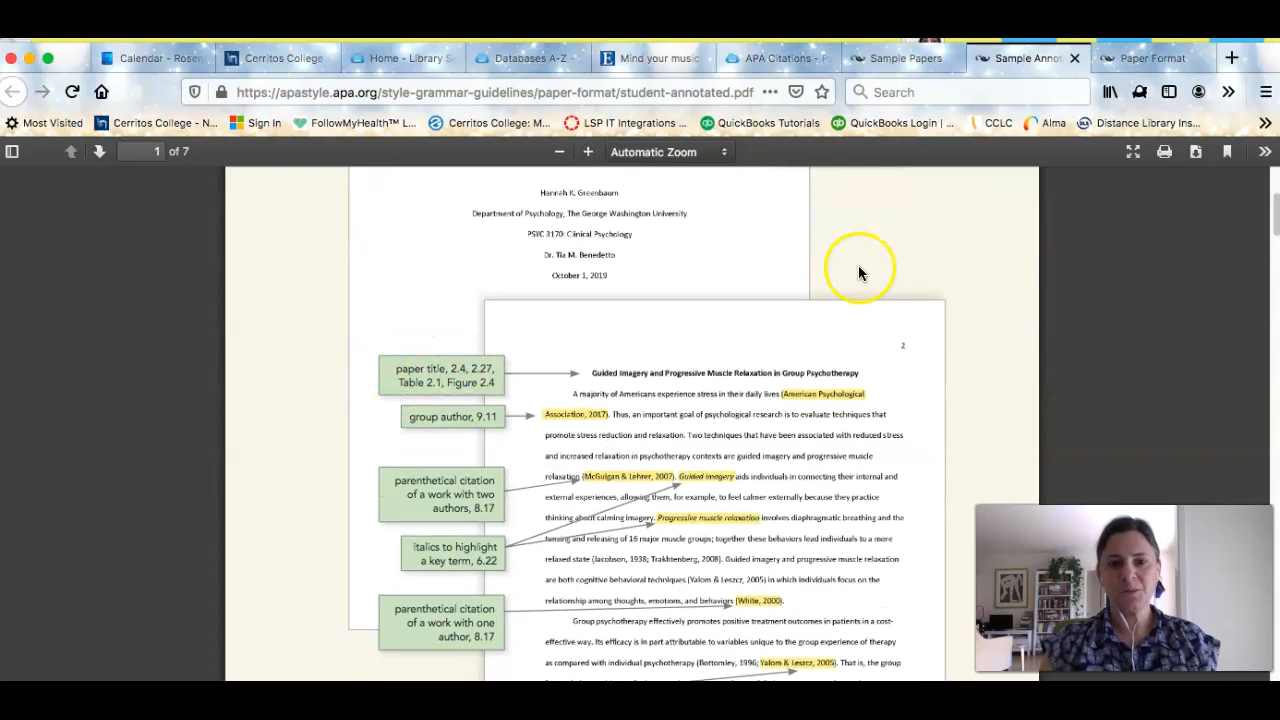 Calendar - Rosen
Cerritos College
Home - Library S
Databases A-Z -
Mind your music
APA Citations - P
Sample Papers
Sample Anno
Paper Format
https://apastyle.apa.org/style-grammar-guidelines/paper-format/student-annotated.pdf
Search
Most Visited
Cerritos College - N...
Sign In
FollowMyHealth™ L...
Cerritos College: M...
LSP IT Integrations ...
QuickBooks Tutorials
QuickBooks Login | ...
CCLC
Alma
Distance Library Ins...
1 of 7
Automatic Zoom
Hannah K. Greenbaum
Department of Psychology, The George Washington University
PSYC 3170: Clinical Psychology
Dr. Tia M. Benedetto
October 1, 2019
2
paper title, 2.4, 2.27,
Table 2.1, Figure 2.4
group author, 9.11
parenthetical citation
of a work with two
authors, 8.17
italics to highlight
a key term, 6.22
parenthetical citation
of a work with one
author, 8.17
Guided Imagery and Progressive Muscle Relaxation in Group Psychotherapy
A majority of Americans experience stress in their daily lives (American Psychological
Association, 2017). Thus, an important goal of psychological research is to evaluate techniques that
promote stress reduction and relaxation. Two techniques that have been associated with reduced stress
and increased relaxation in psychotherapy contexts are guided imagery and progressive muscle
relaxation (McGuigan & Lehrer, 2007). Guided imagery aids individuals in connecting their internal and
external experiences, allowing them, for example, to feel calmer externally because they practice
thinking about calming imagery. Progressive muscle relaxation involves diaphragmatic breathing and the
tensing and releasing of 16 major muscle groups; together these behaviors lead individuals to a more
relaxed state (Jacobson, 1938; Trakhtenberg, 2008). Guided imagery and progressive muscle relaxation
are both cognitive behavioral techniques (Yalom & Leszcz, 2005) in which individuals focus on the
relationship among thoughts, emotions, and behaviors (White, 2000).
Group psychotherapy effectively promotes positive treatment outcomes in patients in a cost-
effective way. Its efficacy is in part attributable to variables unique to the group experience of therapy
as compared with individual psychotherapy (Bottomley, 1996; Yalom & Leszcz, 2005). That is, the group